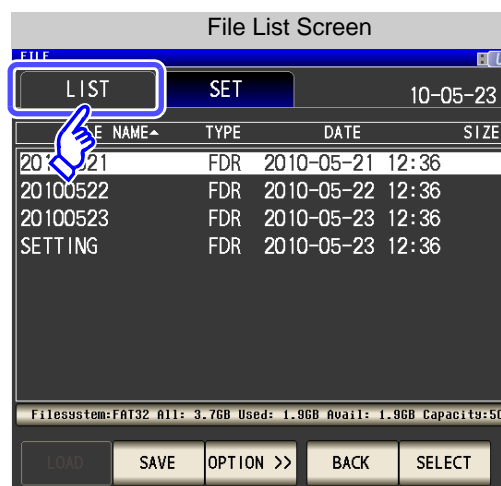 File List Screen
FILE
LIST SET 10-05-23
NAME▲ TYPE DATE SIZE
FDR 2010-05-21 12:36
20100522 FDR 2010-05-22 12:36
20100523 FDR 2010-05-23 12:36
SETTING FDR 2010-05-23 12:36
Filesystem:FAT32 All: 3.7GB Used: 1.9GB Avail: 1.9GB
LOAD SAVE OPTION >> BACK SELECT